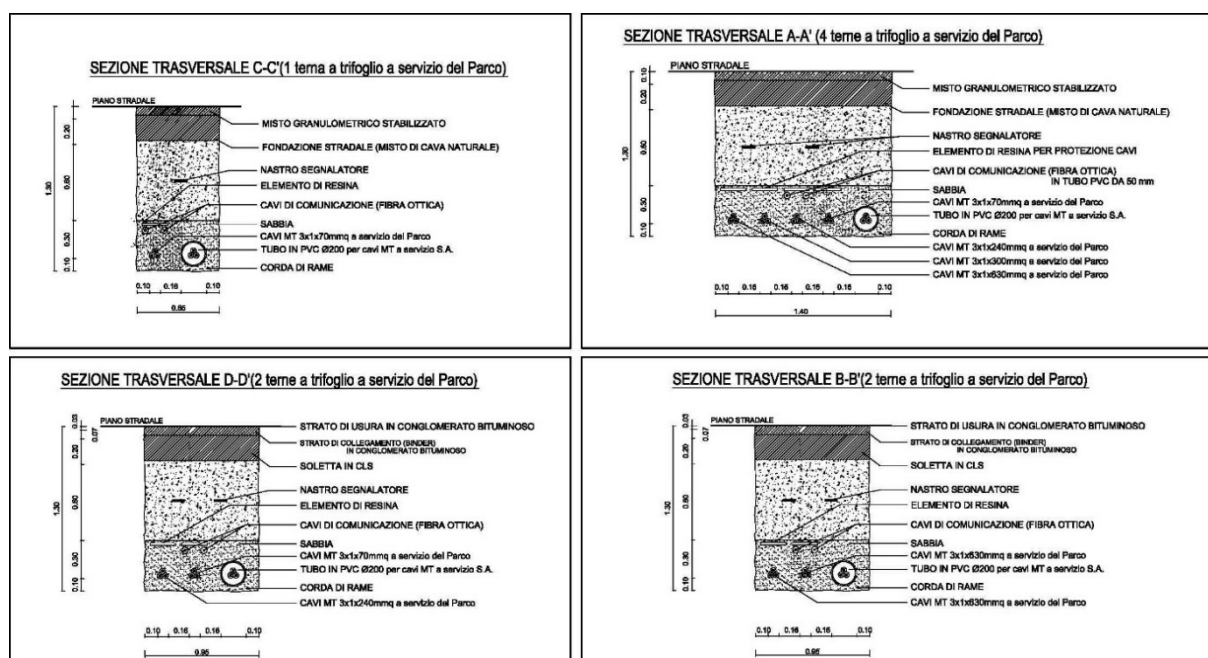 SEZIONE TRASVERSALE C-C'(1 terna a trifoglio a servizio del Parco)
PIANO STRADALE
MISTO GRANULOMETRICO STABILIZZATO
FONDAZIONE STRADALE (MISTO DI CAVA NATURALE)
NASTRO SEGNALATORE
ELEMENTO DI RESINA
CAVI DI COMUNICAZIONE (FIBRA OTTICA)
SABBIA
CAVI MT 3x1x70mmq a servizio del Parco
TUBO IN PVC Ø200 per cavi MT a servizio S.A.
CORDA DI RAME
1.30
0.20
0.60
0.30
0.10
0.10 0.16 0.10
0.65
SEZIONE TRASVERSALE A-A' (4 terne a trifoglio a servizio del Parco)
PIANO STRADALE
MISTO GRANULOMETRICO STABILIZZATO
FONDAZIONE STRADALE (MISTO DI CAVA NATURALE)
NASTRO SEGNALATORE
ELEMENTO DI RESINA PER PROTEZIONE CAVI
CAVI DI COMUNICAZIONE (FIBRA OTTICA)
IN TUBO PVC DA 50 mm
SABBIA
CAVI MT 3x1x70mmq a servizio del Parco
TUBO IN PVC Ø200 per cavi MT a servizio S.A.
CORDA DI RAME
CAVI MT 3x1x240mmq a servizio del Parco
CAVI MT 3x1x300mmq a servizio del Parco
CAVI MT 3x1x630mmq a servizio del Parco
1.30
0.10
0.20
0.60
0.30
0.10
0.10 0.16 0.16 0.16 0.16 0.10
1.40
SEZIONE TRASVERSALE D-D'(2 terne a trifoglio a servizio del Parco)
PIANO STRADALE
STRATO DI USURA IN CONGLOMERATO BITUMINOSO
STRATO DI COLLEGAMENTO (BINDER)
IN CONGLOMERATO BITUMINOSO
SOLETTA IN CLS
NASTRO SEGNALATORE
ELEMENTO DI RESINA
CAVI DI COMUNICAZIONE (FIBRA OTTICA)
SABBIA
CAVI MT 3x1x70mmq a servizio del Parco
TUBO IN PVC Ø200 per cavi MT a servizio S.A.
CORDA DI RAME
CAVI MT 3x1x240mmq a servizio del Parco
1.30
0.03
0.07
0.20
0.60
0.30
0.10
0.10 0.16 0.16 0.10
0.95
SEZIONE TRASVERSALE B-B'(2 terne a trifoglio a servizio del Parco)
PIANO STRADALE
STRATO DI USURA IN CONGLOMERATO BITUMINOSO
STRATO DI COLLEGAMENTO (BINDER)
IN CONGLOMERATO BITUMINOSO
SOLETTA IN CLS
NASTRO SEGNALATORE
ELEMENTO DI RESINA
CAVI DI COMUNICAZIONE (FIBRA OTTICA)
SABBIA
CAVI MT 3x1x630mmq a servizio del Parco
TUBO IN PVC Ø200 per cavi MT a servizio S.A.
CORDA DI RAME
CAVI MT 3x1x630mmq a servizio del Parco
1.30
0.03
0.07
0.20
0.60
0.30
0.10
0.10 0.16 0.16 0.10
0.95